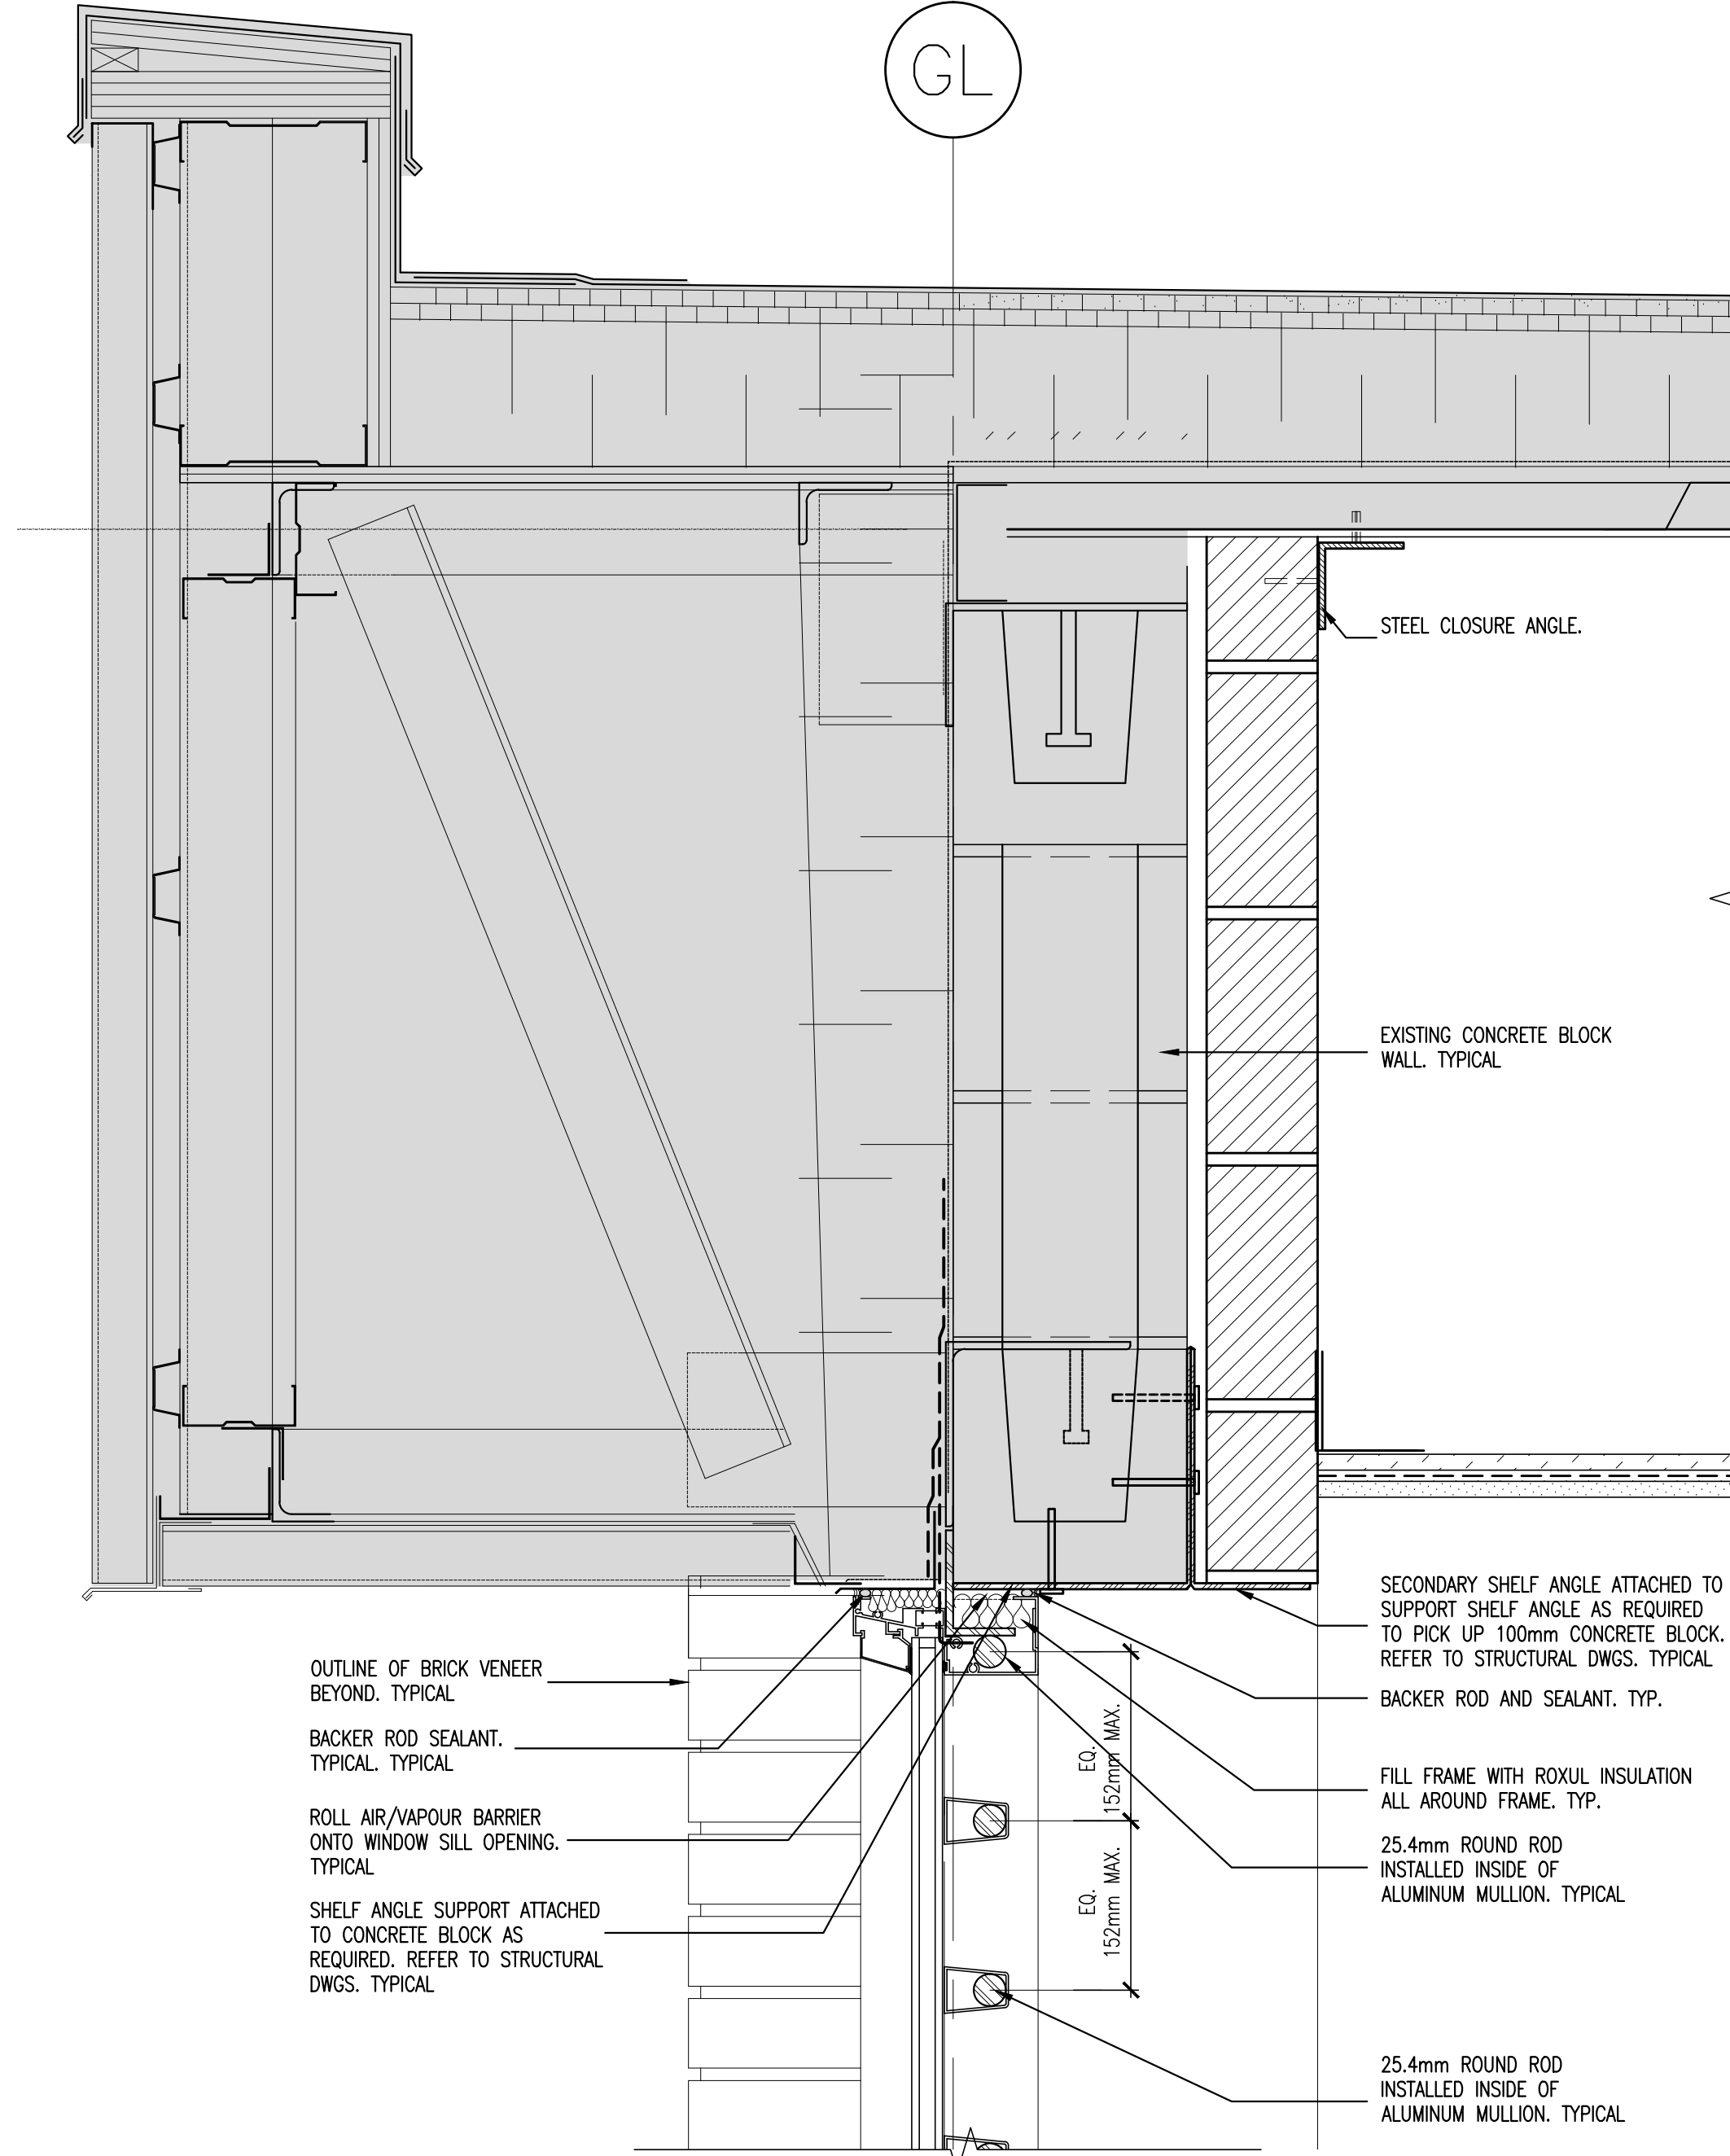 GL
STEEL CLOSURE ANGLE.
EXISTING CONCRETE BLOCK
WALL. TYPICAL
SECONDARY SHELF ANGLE ATTACHED TO
SUPPORT SHELF ANGLE AS REQUIRED
TO PICK UP 100mm CONCRETE BLOCK.
REFER TO STRUCTURAL DWGS. TYPICAL
BACKER ROD AND SEALANT. TYP.
FILL FRAME WITH ROXUL INSULATION
ALL AROUND FRAME. TYP.
25.4mm ROUND ROD
INSTALLED INSIDE OF
ALUMINUM MULLION. TYPICAL
25.4mm ROUND ROD
INSTALLED INSIDE OF
ALUMINUM MULLION. TYPICAL
OUTLINE OF BRICK VENEER
BEYOND. TYPICAL
BACKER ROD SEALANT.
TYPICAL. TYPICAL
ROLL AIR/VAPOUR BARRIER
ONTO WINDOW SILL OPENING.
TYPICAL
SHELF ANGLE SUPPORT ATTACHED
TO CONCRETE BLOCK AS
REQUIRED. REFER TO STRUCTURAL
DWGS. TYPICAL
EQ.
152mm MAX.
EQ.
152mm MAX.